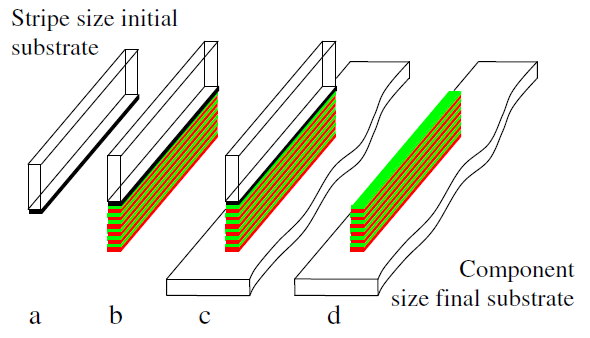 Stripe size initial
substrate
Component
size final substrate
a b c d